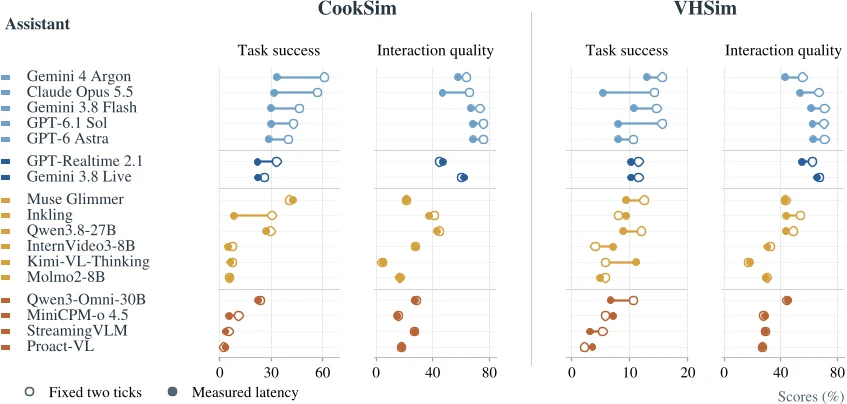 CookSim VHSim
Assistant
Task success Interaction quality Task success Interaction quality
Gemini 4 Argon
Claude Opus 5.5
Gemini 3.8 Flash
GPT-6.1 Sol
GPT-6 Astra
GPT-Realtime 2.1
Gemini 3.8 Live
Muse Glimmer
Inkling
Qwen3.8-27B
InternVideo3-8B
Kimi-VL-Thinking
Molmo2-8B
Qwen3-Omni-30B
MiniCPM-o 4.5
StreamingVLM
Proact-VL
0 30 60 0 40 80 0 10 20 0 40 80
Fixed two ticks Measured latency
Scores (%)